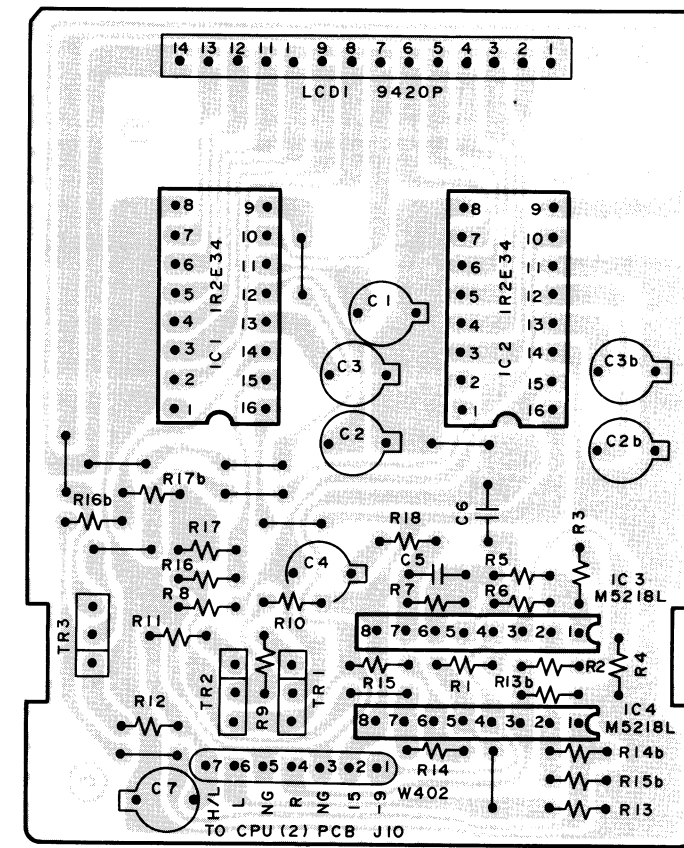 14 13 12 11 1 9 8 7 6 5 4 3 2 1
LCD1 9420P
8 9
7 10
6 11
5 12
4 13
3 14
2 15
1 16
IC1 IR2E34
8 9
7 10
6 11
5 12
4 13
3 14
2 15
1 16
IC2 IR2E34
C1
C3
C2
C3b
C2b
R17b
R16b
R17
R16
R8
R18
C6
C5
C4
R5
R3
R7
R6
IC3
M5218L
R10
R11
TR3
8 7 6 5 4 3 2 1
TR2
R9
TR1
R15
R1
R13b
R2
R4
R12
IC4
M5218L
8 7 6 5 4 3 2 1
R14
R14b
R15b
R13
C7
7 6 5 4 3 2 1
W402
H/L
L
NG
R
NG
15
-9
TO CPU (2) PCB J10